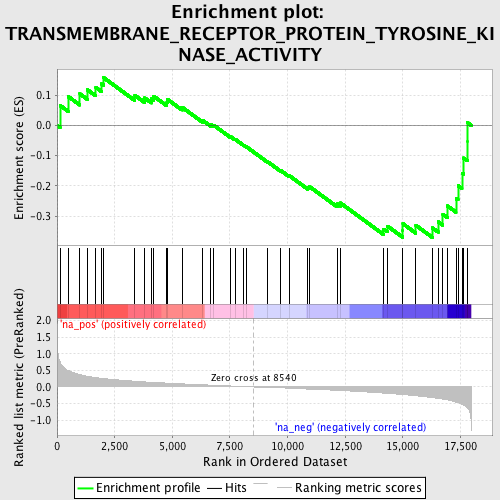 Enrichment plot:
TRANSMEMBRANE_RECEPTOR_PROTEIN_TYROSINE_KI
NASE_ACTIVITY
Enrichment score (ES)
0.1
0.0
-0.1
-0.2
-0.3
'na_pos' (positively correlated)
Ranked list metric (PreRanked)
2.0
1.5
1.0
0.5
0.0
-0.5
-1.0
Zero cross at 8540
'na_neg' (negatively correlated)
0
2,500
5,000
7,500
10,000
12,500
15,000
17,500
Rank in Ordered Dataset
Enrichment profile
Hits
Ranking metric scores